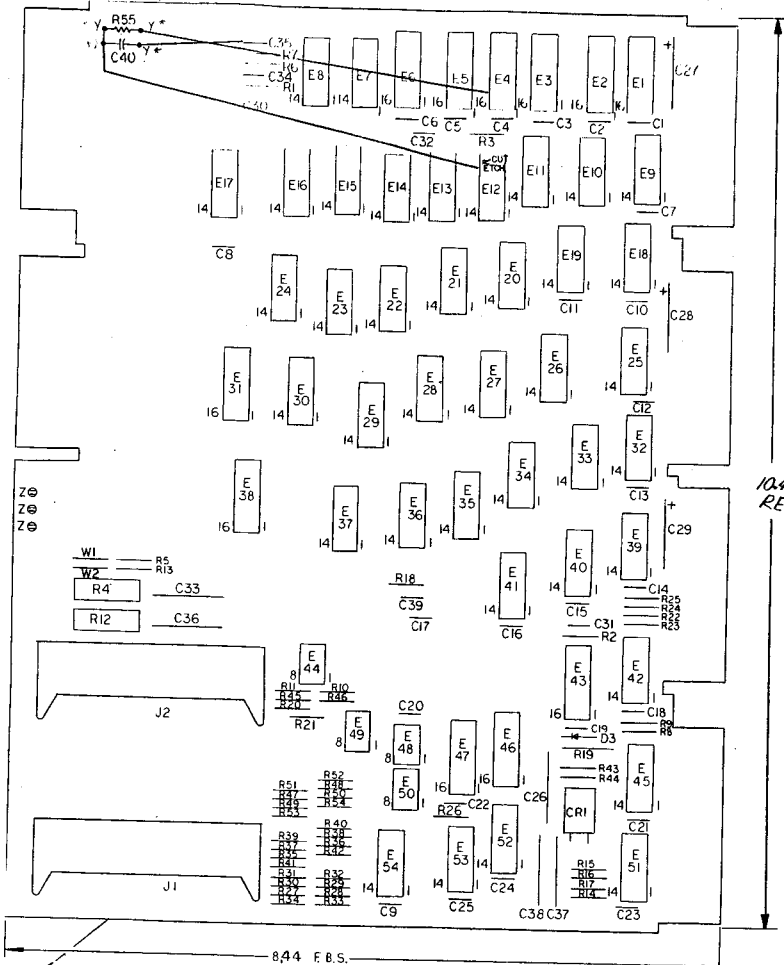 Y R55 Y*
C40 Y*
C35
R7
R6
C34
R1
C30
E8 E7 E6 E5 E4 E3 E2 E1
+ C27
14 14 16 16 16 16 16
C6 C5 C4 C3 C2 C1
C32 R3
E17 E16 E15 E14 E13 E12 E11 E10 E9
CUT ETCH
14 14 14 14 14 14 14 14 14
C7
C8
E24 E23 E22 E21 E20 E19 E18
14 14 14 14 14 14 14
C11 C10
+ C28
E31 E30 E29 E28 E27 E26 E25
16 14 14 14 14 14 14
C12
E38 E37 E36 E35 E34 E33 E32
16 14 14 14 14 14 14
C13
Z
Z
Z
+ C29
E41 E40 E39
14 14 14
W1 R5
W2 R13
R4 C33
R12 C36
R18
C39
C17
C16 C15 C14
R25
R24
R22
C31 R23
R2
J2
E44
8
R11 R10
R45 R46
R20
R21
E43 E42
16 14
C20 C18
C19 R9
D3 R8
R19
E49 E48 E47 E46 E45
8 8 16 16 14
R43
R44
R52
R51 R48
R47 R50
R49 R54
R53
E50
8
C22 C26
R26
CR1
C21
J1
R40
R39 R38
R37 R36
R35 R42
R41
R31 R32
R30 R29
R27 R28
R34 R33
E54 E53 E52 E51
14 14 14 14
R15
R16
R17
R14
C9 C25 C24 C38 C37 C23
8.44 F.B.S.